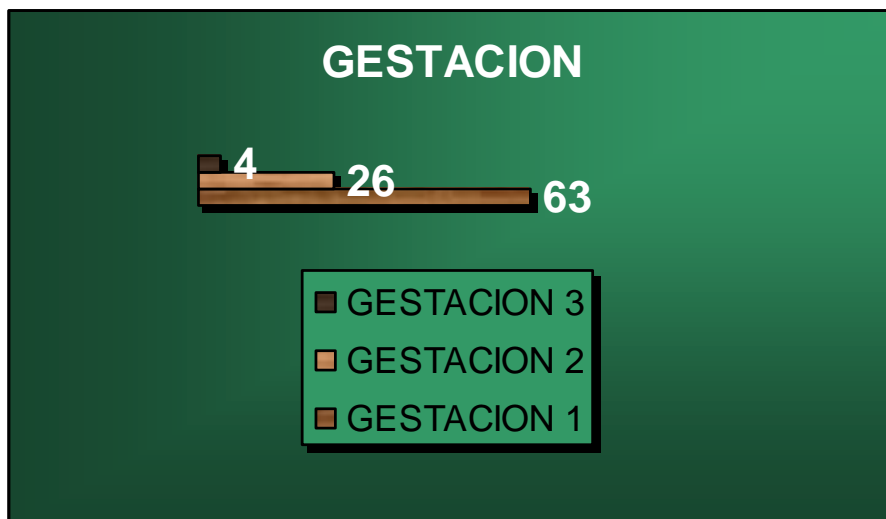 GESTACION
4
26
63
GESTACION 3
GESTACION 2
GESTACION 1